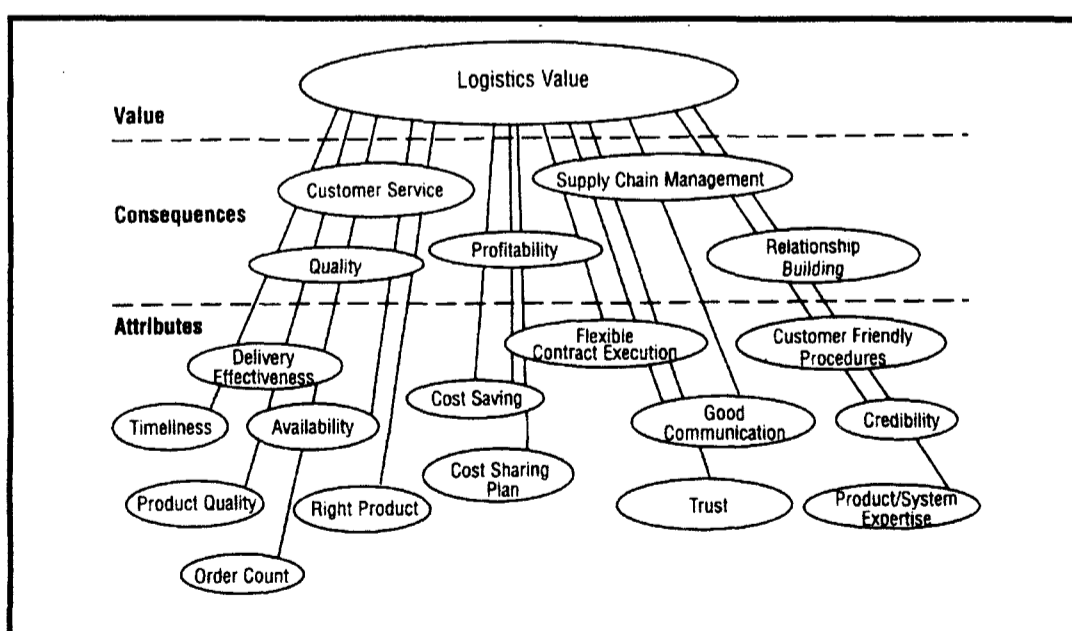 Logistics Value
Value
Customer Service
Supply Chain Management
Consequences
Quality
Profitability
Relationship
Building
Attributes
Delivery
Effectiveness
Flexible
Contract Execution
Customer Friendly
Procedures
Timeliness
Availability
Cost Saving
Good
Communication
Credibility
Product Quality
Right Product
Cost Sharing
Plan
Trust
Product/System
Expertise
Order Count